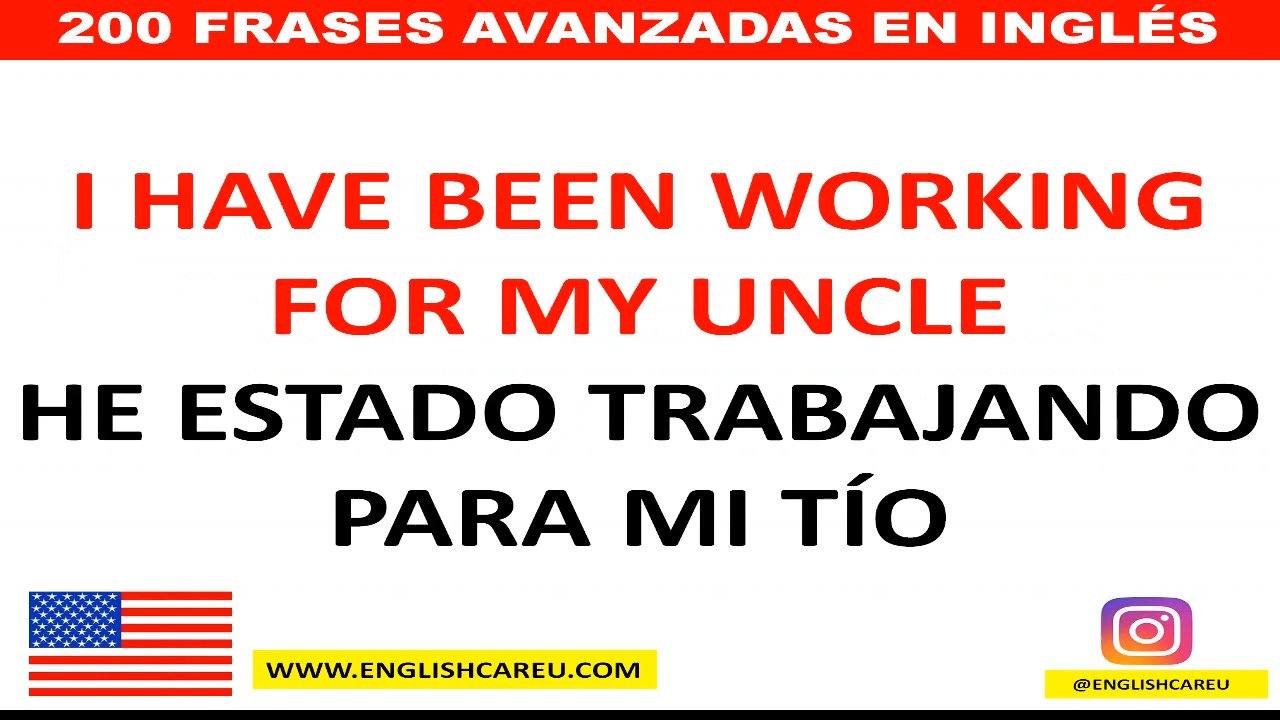 200 FRASES AVANZADAS EN INGLÉS
I HAVE BEEN WORKING
FOR MY UNCLE
HE ESTADO TRABAJANDO
PARA MI TÍO
WWW.ENGLISHCAREU.COM
@ENGLISHCAREU